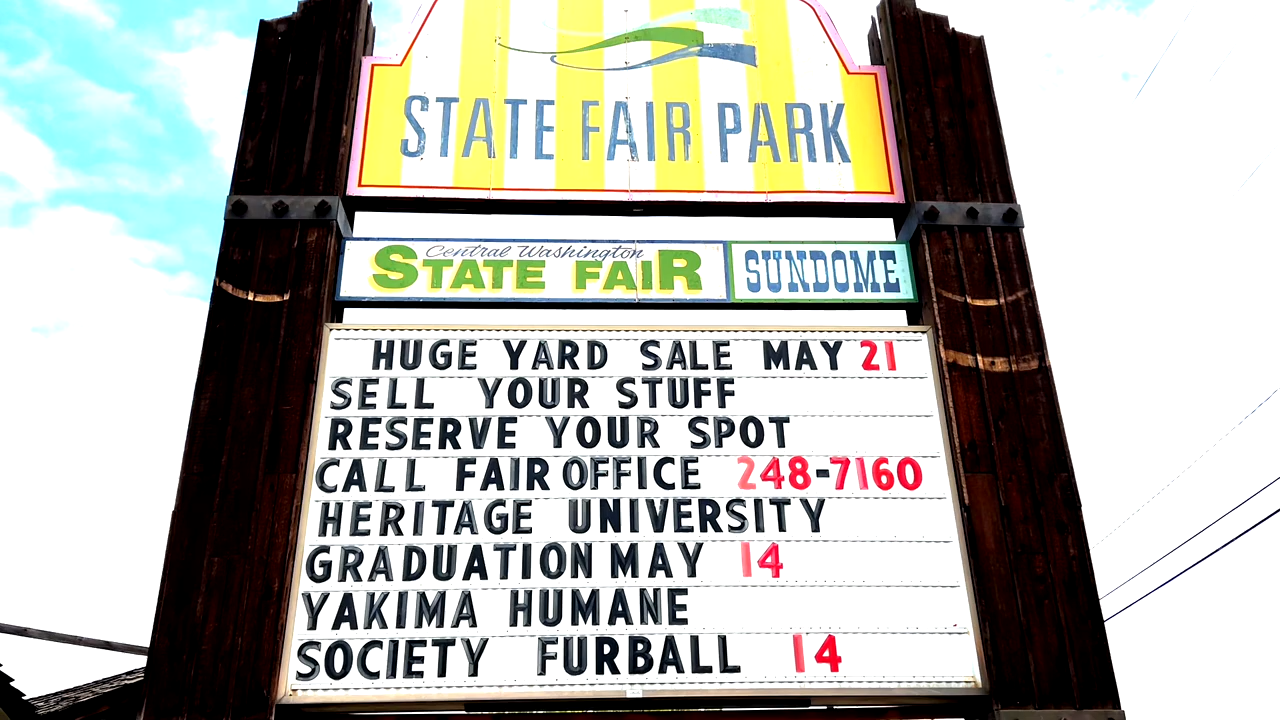 STATE FAIR PARK
Central Washington
STATE FAIR
SUNDOME
HUGE YARD SALE MAY 21
SELL YOUR STUFF
RESERVE YOUR SPOT
CALL FAIR OFFICE 248-7160
HERITAGE UNIVERSITY
GRADUATION MAY 14
YAKIMA HUMANE
SOCIETY FURBALL 14